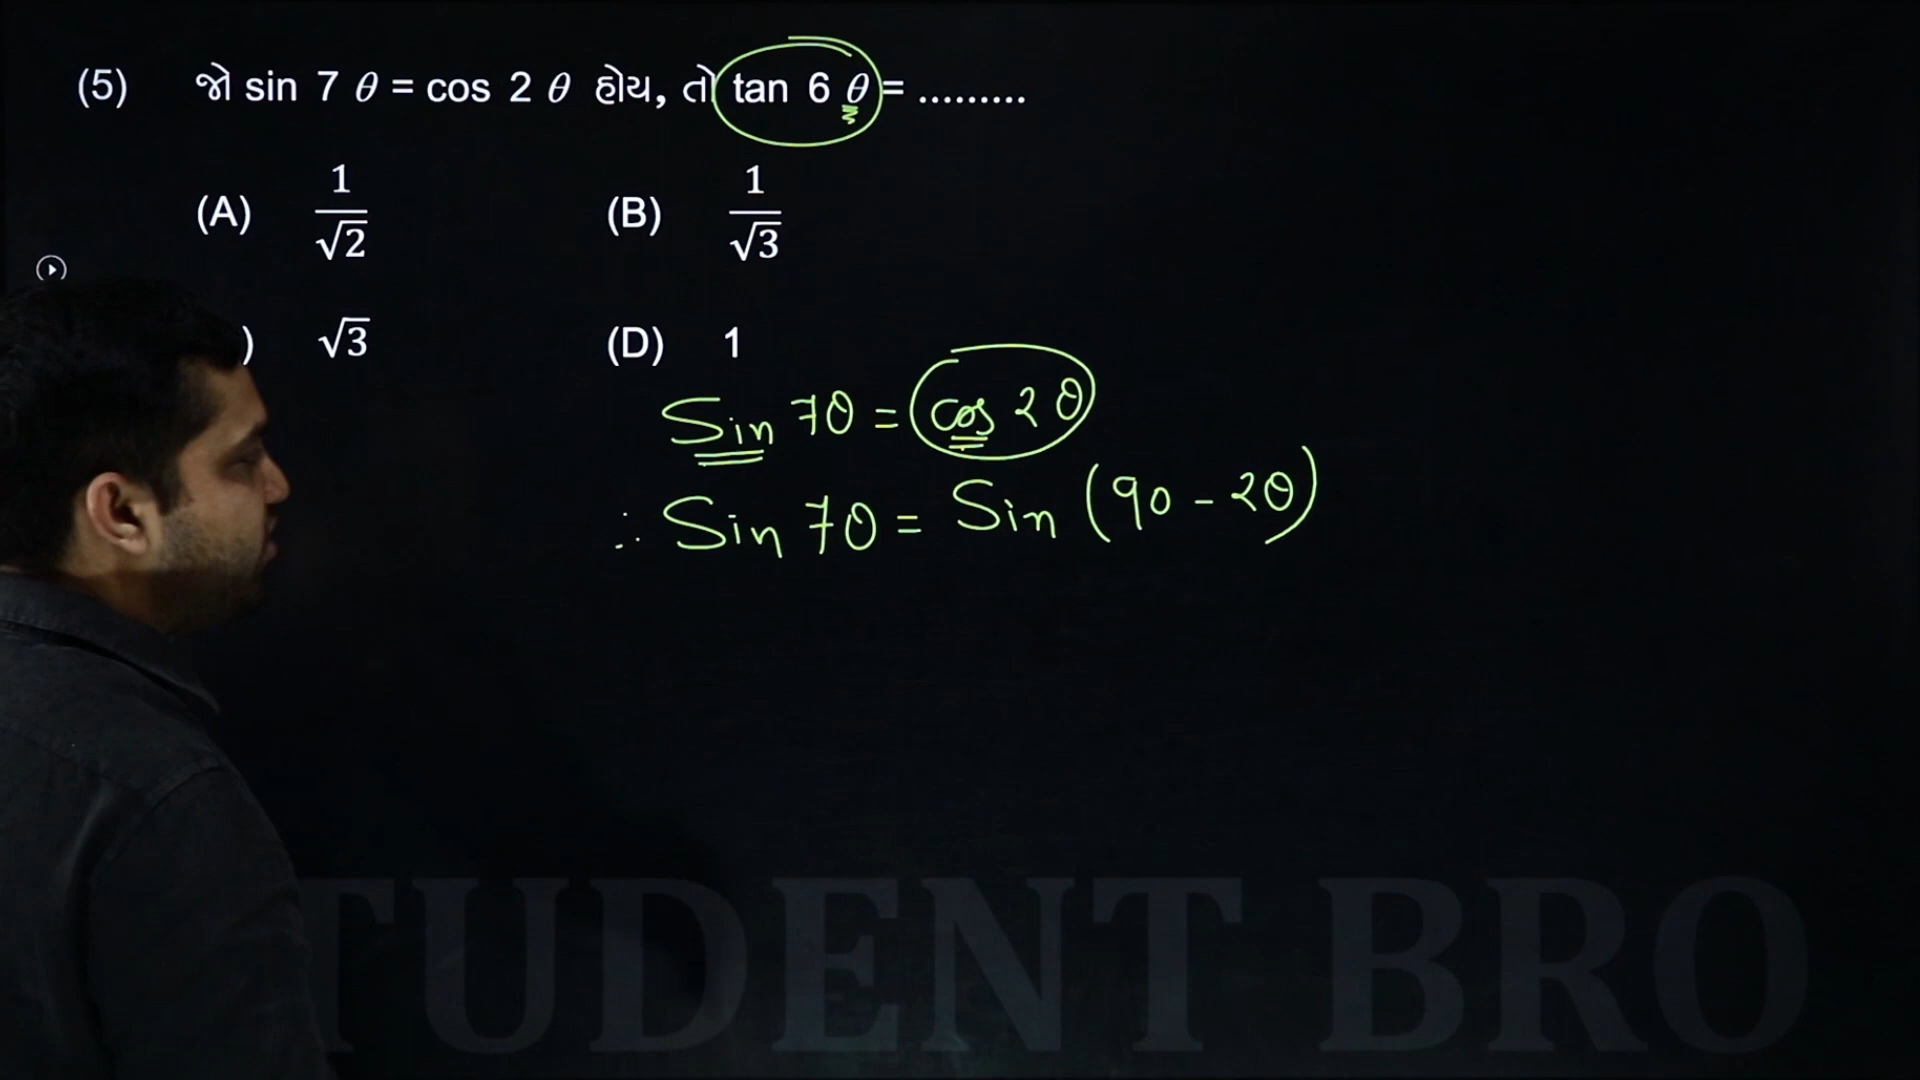 (5) જો sin 7 θ = cos 2 θ હોય, તો tan 6 θ = .........
(A) 1/√2 (B) 1/√3
) √3 (D) 1
Sin 7θ = cos 2θ
∴ Sin 7θ = Sin (90 - 2θ)
TUDENT BRO